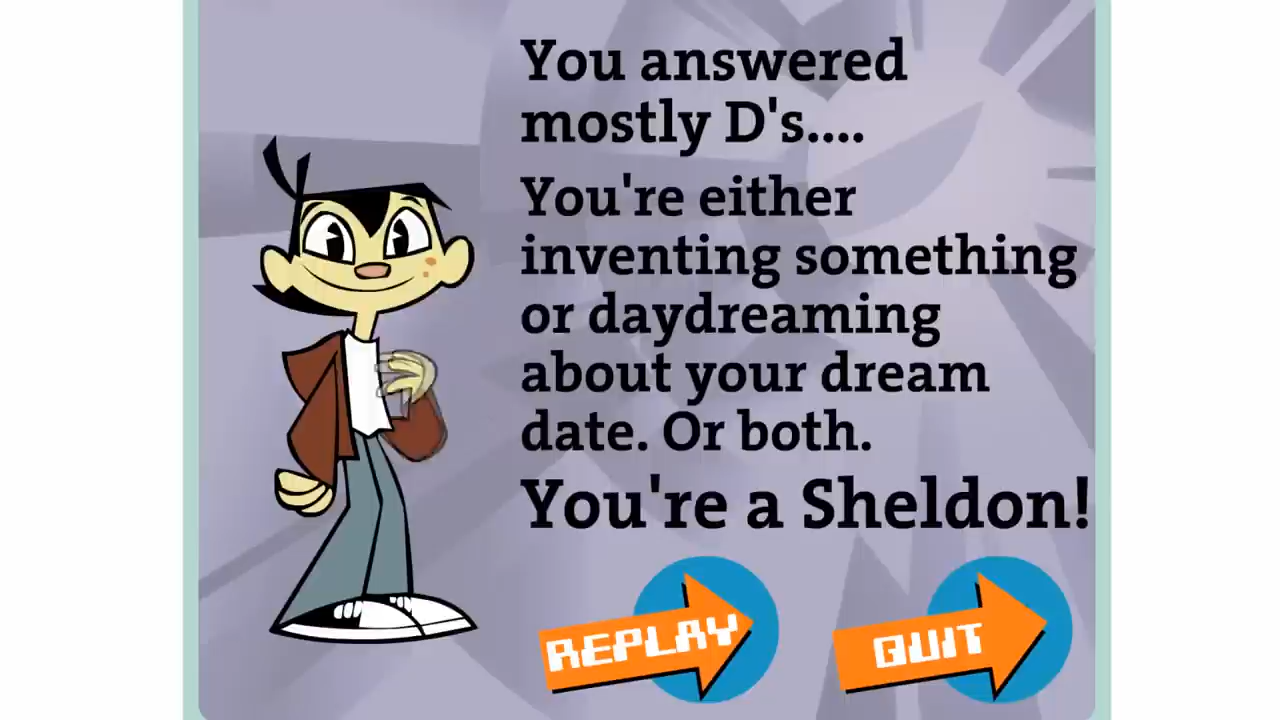 You answered
mostly D's....
You're either
inventing something
or daydreaming
about your dream
date. Or both.
You're a Sheldon!
REPLAY
QUIT